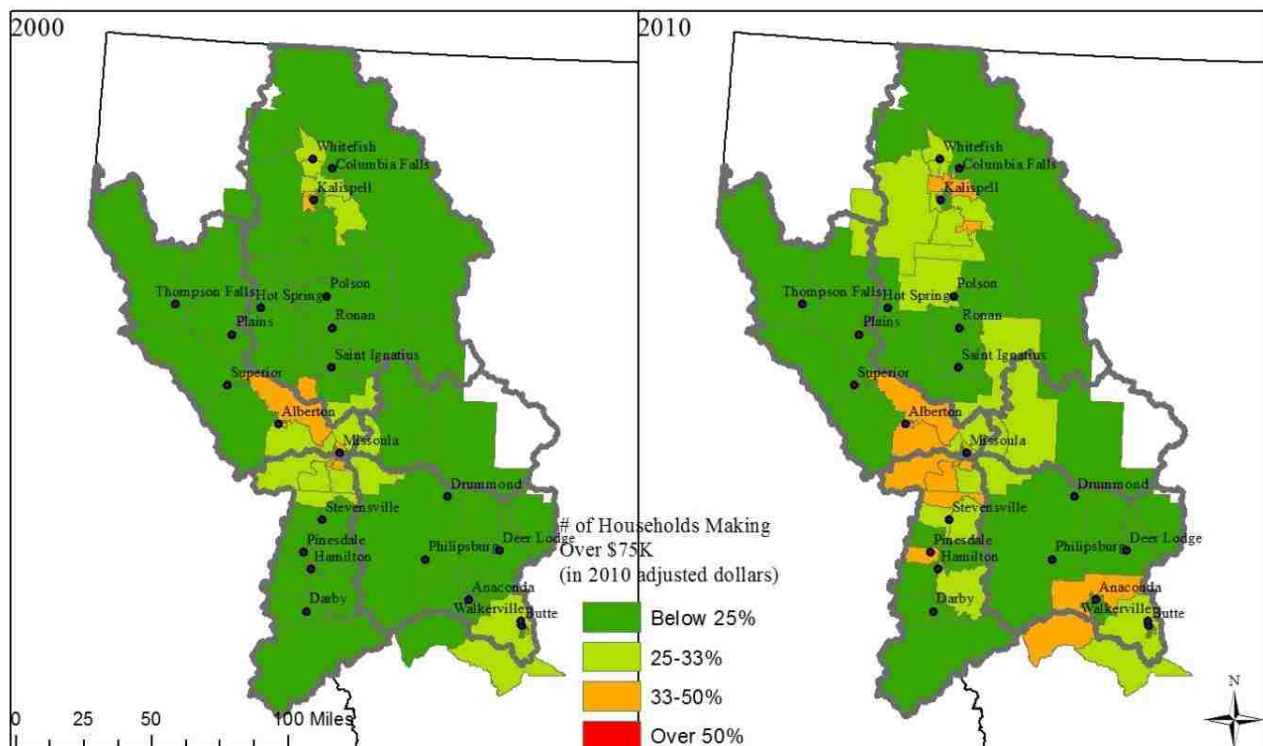 2000
Whitefish
Columbia Falls
Kalispell
Thompson Falls
Hot Spring
Polson
Plains
Ronan
Saint Ignatius
Superior
Alberton
Missoula
Drummond
Stevensville
Pinesdale
Hamilton
Philipsburg
Deer Lodge
Darby
Anaconda
Walkerville
Butte
0 25 50 100 Miles
# of Households Making
Over $75K
(in 2010 adjusted dollars)
Below 25%
25-33%
33-50%
Over 50%
2010
Whitefish
Columbia Falls
Kalispell
Thompson Falls
Hot Spring
Polson
Plains
Ronan
Saint Ignatius
Superior
Alberton
Missoula
Drummond
Stevensville
Pinesdale
Hamilton
Philipsburg
Deer Lodge
Darby
Anaconda
Walkerville
Butte
N